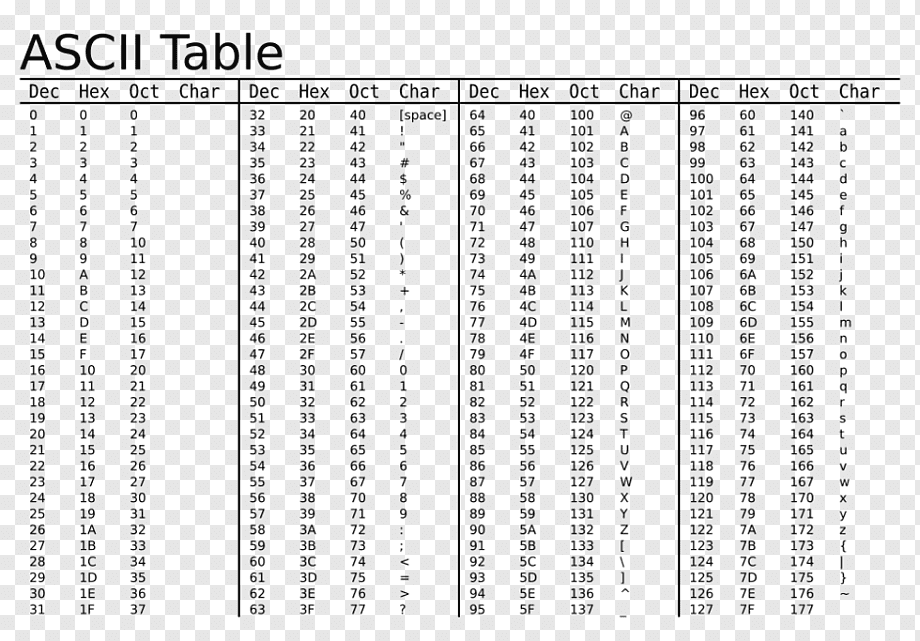 ASCII Table
Dec Hex Oct Char Dec Hex Oct Char Dec Hex Oct Char Dec Hex Oct Char
0 0 0 32 20 40 [space] 64 40 100 @ 96 60 140 `
1 1 1 33 21 41 ! 65 41 101 A 97 61 141 a
2 2 2 34 22 42 " 66 42 102 B 98 62 142 b
3 3 3 35 23 43 # 67 43 103 C 99 63 143 c
4 4 4 36 24 44 $ 68 44 104 D 100 64 144 d
5 5 5 37 25 45 % 69 45 105 E 101 65 145 e
6 6 6 38 26 46 & 70 46 106 F 102 66 146 f
7 7 7 39 27 47 ' 71 47 107 G 103 67 147 g
8 8 10 40 28 50 ( 72 48 110 H 104 68 150 h
9 9 11 41 29 51 ) 73 49 111 I 105 69 151 i
10 A 12 42 2A 52 * 74 4A 112 J 106 6A 152 j
11 B 13 43 2B 53 + 75 4B 113 K 107 6B 153 k
12 C 14 44 2C 54 , 76 4C 114 L 108 6C 154 l
13 D 15 45 2D 55 - 77 4D 115 M 109 6D 155 m
14 E 16 46 2E 56 . 78 4E 116 N 110 6E 156 n
15 F 17 47 2F 57 / 79 4F 117 O 111 6F 157 o
16 10 20 48 30 60 0 80 50 120 P 112 70 160 p
17 11 21 49 31 61 1 81 51 121 Q 113 71 161 q
18 12 22 50 32 62 2 82 52 122 R 114 72 162 r
19 13 23 51 33 63 3 83 53 123 S 115 73 163 s
20 14 24 52 34 64 4 84 54 124 T 116 74 164 t
21 15 25 53 35 65 5 85 55 125 U 117 75 165 u
22 16 26 54 36 66 6 86 56 126 V 118 76 166 v
23 17 27 55 37 67 7 87 57 127 W 119 77 167 w
24 18 30 56 38 70 8 88 58 130 X 120 78 170 x
25 19 31 57 39 71 9 89 59 131 Y 121 79 171 y
26 1A 32 58 3A 72 : 90 5A 132 Z 122 7A 172 z
27 1B 33 59 3B 73 ; 91 5B 133 [ 123 7B 173 {
28 1C 34 60 3C 74 < 92 5C 134 \ 124 7C 174 |
29 1D 35 61 3D 75 = 93 5D 135 ] 125 7D 175 }
30 1E 36 62 3E 76 > 94 5E 136 ^ 126 7E 176 ~
31 1F 37 63 3F 77 ? 95 5F 137 _ 127 7F 177